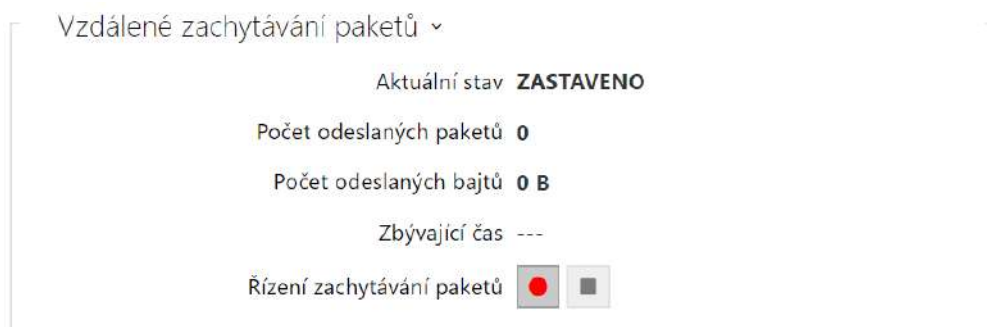 Vzdálené zachytávání paketů
Aktuální stav ZASTAVENO
Počet odeslaných paketů 0
Počet odeslaných bajtů 0 B
Zbývající čas ---
Řízení zachytávání paketů